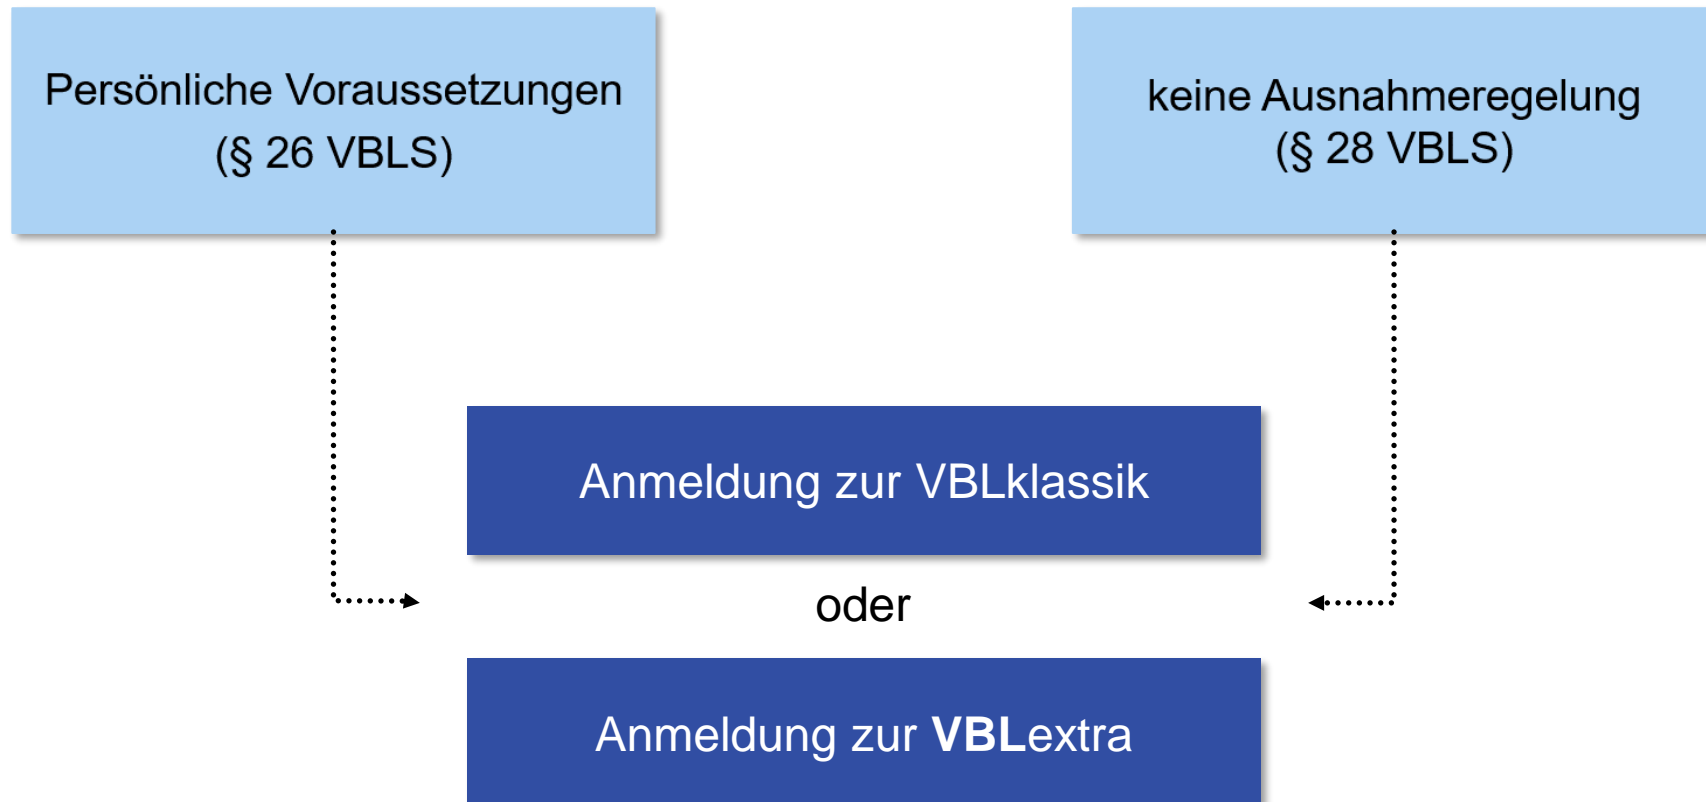 Persönliche Voraussetzungen
(§ 26 VBLS)
keine Ausnahmeregelung
(§ 28 VBLS)
Anmeldung zur VBLklassik
oder
Anmeldung zur VBLextra